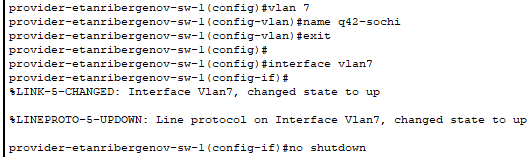 provider-etanribergenov-sw-1(config)#vlan 7
provider-etanribergenov-sw-1(config-vlan)#name q42-sochi
provider-etanribergenov-sw-1(config-vlan)#exit
provider-etanribergenov-sw-1(config)#
provider-etanribergenov-sw-1(config)#interface vlan7
provider-etanribergenov-sw-1(config-if)#
%LINK-5-CHANGED: Interface Vlan7, changed state to up
%LINEPROTO-5-UPDOWN: Line protocol on Interface Vlan7, changed state to up
provider-etanribergenov-sw-1(config-if)#no shutdown